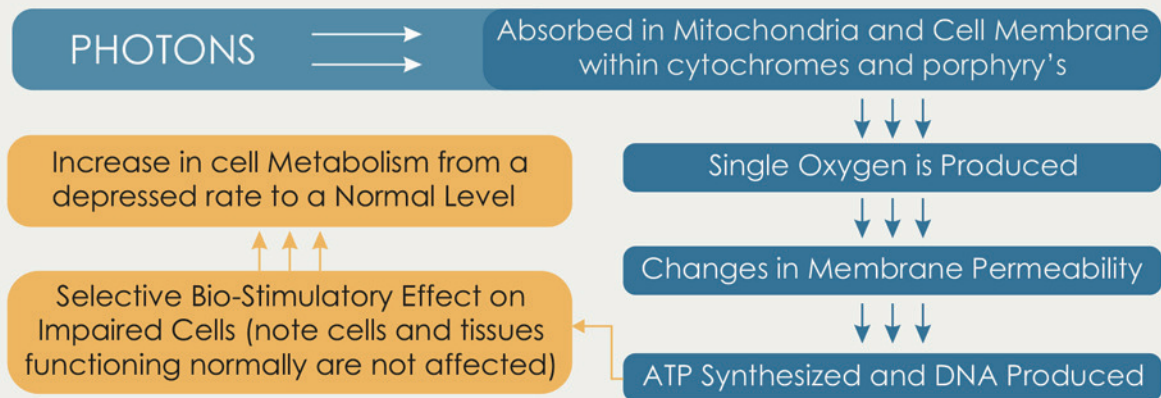 PHOTONS
Absorbed in Mitochondria and Cell Membrane
within cytochromes and porphyry's
Single Oxygen is Produced
Changes in Membrane Permeability
ATP Synthesized and DNA Produced
Selective Bio-Stimulatory Effect on
Impaired Cells (note cells and tissues
functioning normally are not affected)
Increase in cell Metabolism from a
depressed rate to a Normal Level